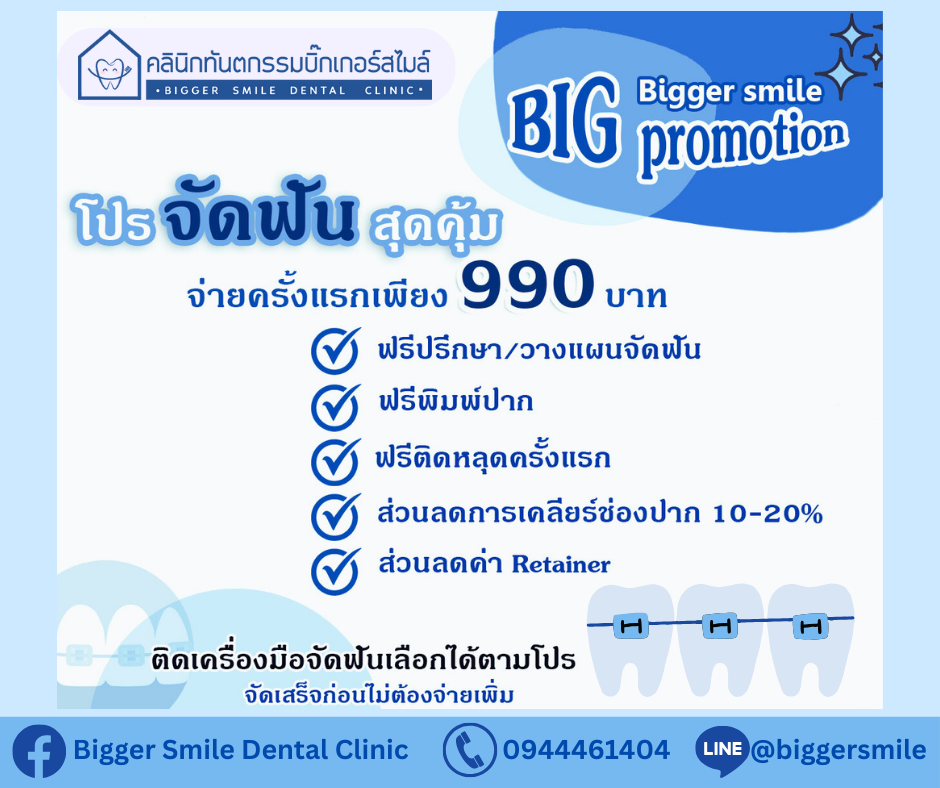 คลินิกทันตกรรมบิ๊กเกอร์สไมล์
• BIGGER SMILE DENTAL CLINIC •
BIG Bigger smile
promotion
โปร จัดฟัน สุดคุ้ม
จ่ายครั้งแรกเพียง 990 บาท
ฟรีปรึกษา/วางแผนจัดฟัน
ฟรีพิมพ์ปาก
ฟรีติดหลุดครั้งแรก
ส่วนลดการเคลียร์ช่องปาก 10-20%
ส่วนลดค่า Retainer
ติดเครื่องมือจัดฟันเลือกได้ตามโปร
จัดเสร็จก่อนไม่ต้องจ่ายเพิ่ม
Bigger Smile Dental Clinic 0944461404 LINE @biggersmile